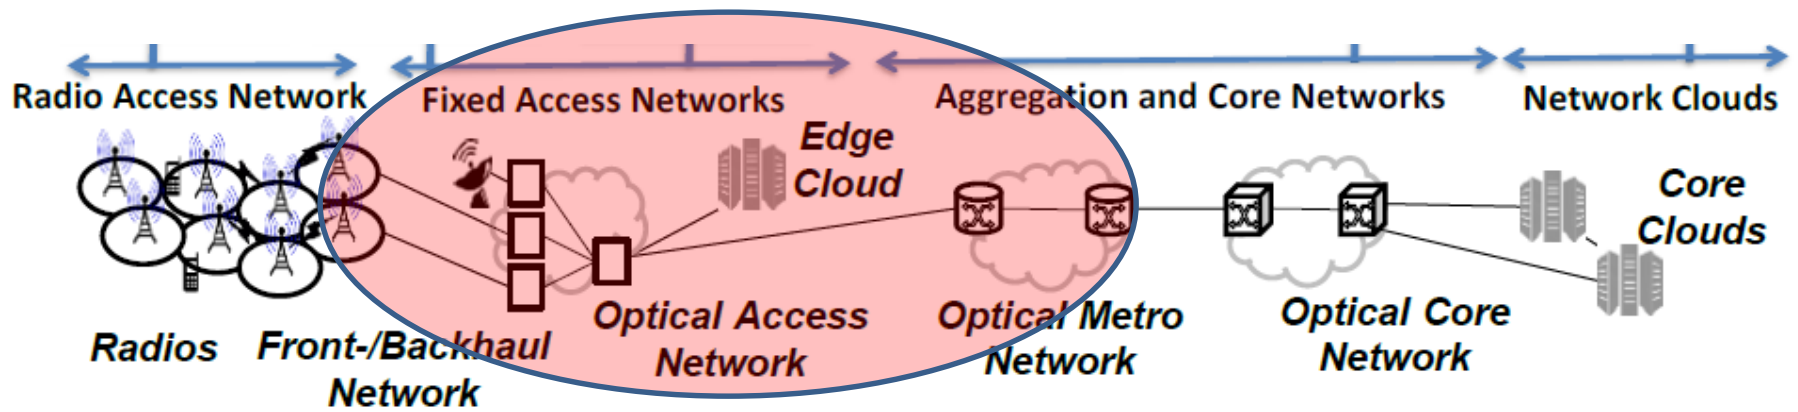 Radio Access Network
Fixed Access Networks
Aggregation and Core Networks
Network Clouds
Edge
Cloud
Core
Clouds
Radios
Front-/Backhaul
Network
Optical Access
Network
Optical Metro
Network
Optical Core
Network